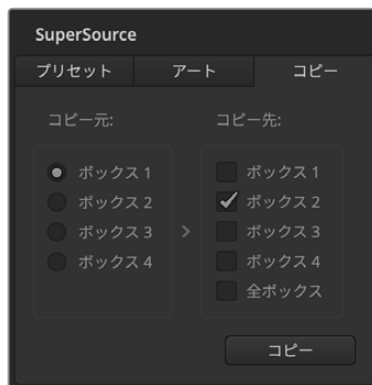 SuperSource
プリセット アート コピー
コピー元: コピー先:
ボックス 1 ボックス 1
ボックス 2 ボックス 2
ボックス 3 > ボックス 3
ボックス 4 ボックス 4
全ボックス
コピー